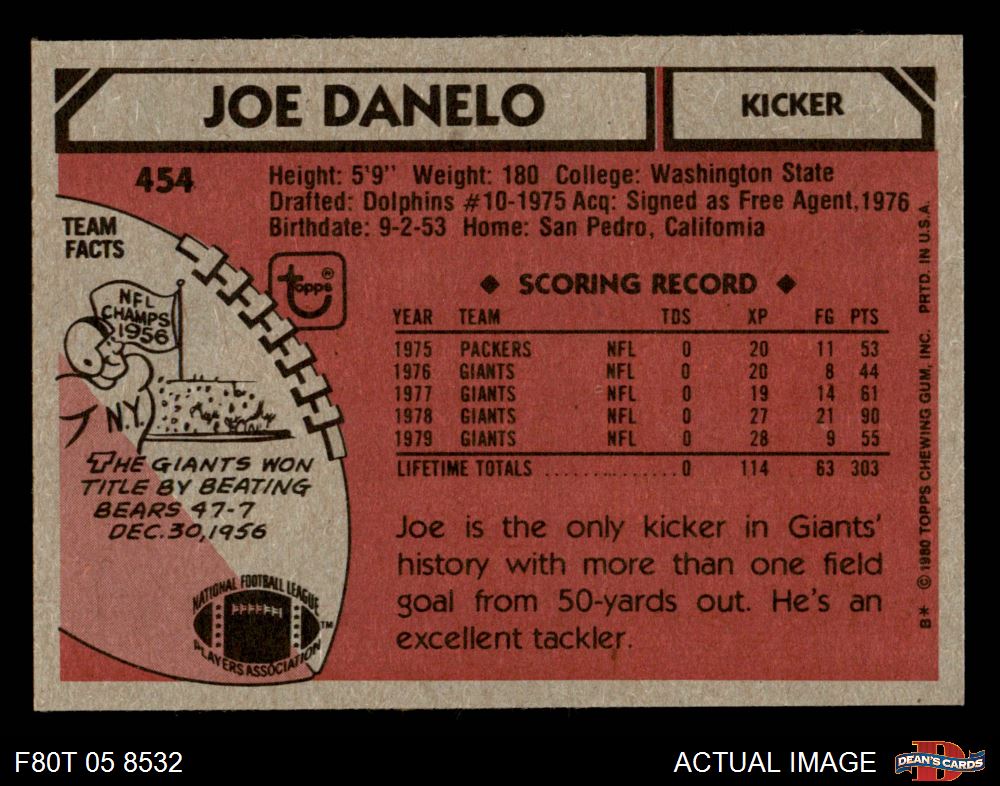 JOE DANELO
KICKER
454
Height: 5'9" Weight: 180 College: Washington State
Drafted: Dolphins #10-1975 Acq: Signed as Free Agent, 1976
Birthdate: 9-2-53 Home: San Pedro, California
TEAM
FACTS
NFL
CHAMPS
1956
N.Y.
THE GIANTS WON
TITLE BY BEATING
BEARS 47-7
DEC. 30, 1956
NATIONAL FOOTBALL LEAGUE
PLAYERS ASSOCIATION
TM
topps®
◆ SCORING RECORD ◆
YEAR TEAM TDS XP FG PTS
1975 PACKERS NFL 0 20 11 53
1976 GIANTS NFL 0 20 8 44
1977 GIANTS NFL 0 19 14 61
1978 GIANTS NFL 0 27 21 90
1979 GIANTS NFL 0 28 9 55
LIFETIME TOTALS ............... 0 114 63 303
Joe is the only kicker in Giants'
history with more than one field
goal from 50-yards out. He's an
excellent tackler.
B* © 1980 TOPPS CHEWING GUM, INC. PRTD. IN U.S.A.
F80T 05 8532
ACTUAL IMAGE
D
DEAN'S CARDS